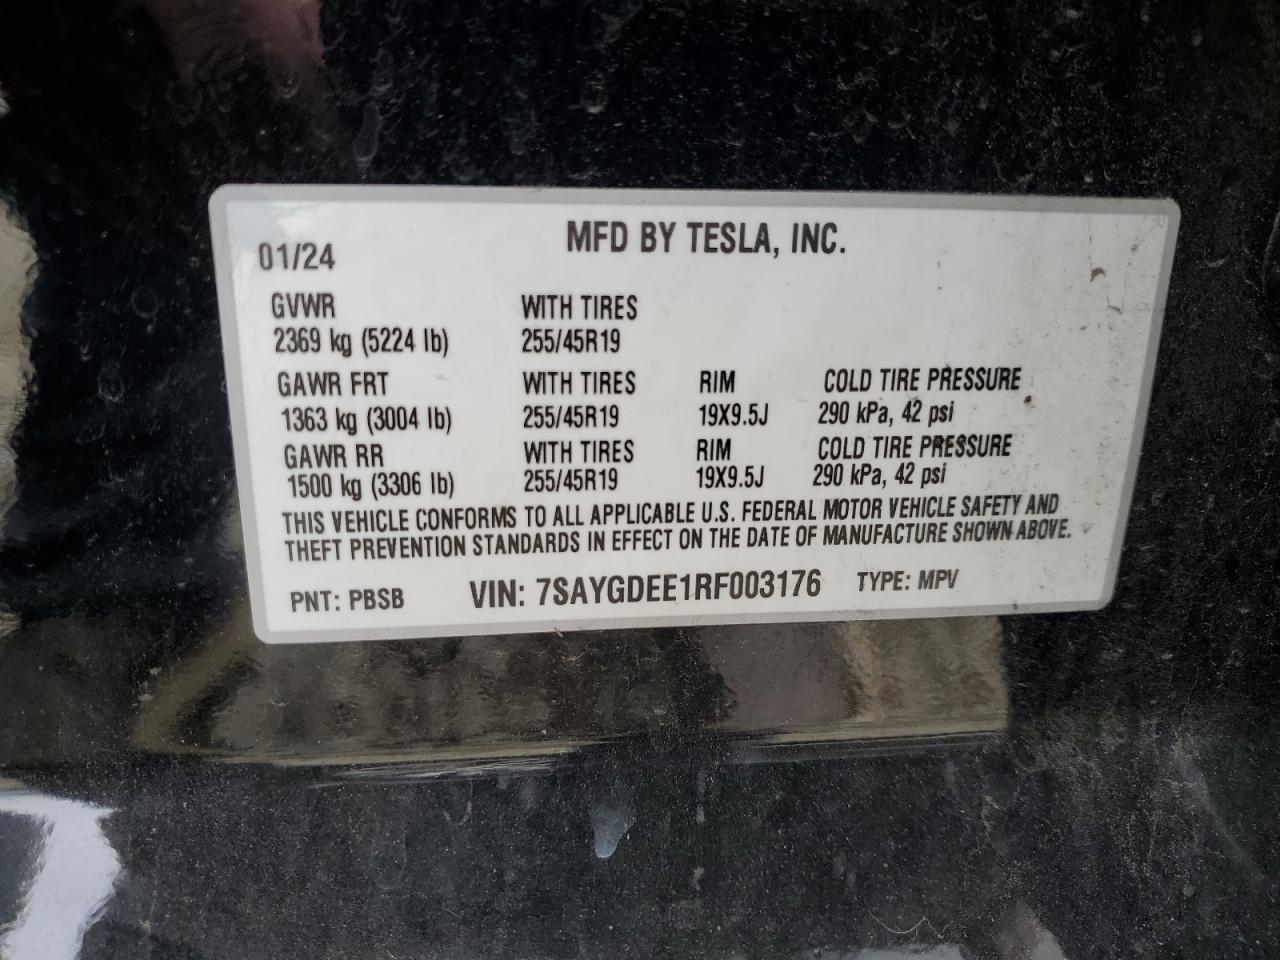 MFD BY TESLA, INC.
01/24
GVWR WITH TIRES
2369 kg (5224 lb) 255/45R19
GAWR FRT WITH TIRES RIM COLD TIRE PRESSURE
1363 kg (3004 lb) 255/45R19 19X9.5J 290 kPa, 42 psi
GAWR RR WITH TIRES RIM COLD TIRE PRESSURE
1500 kg (3306 lb) 255/45R19 19X9.5J 290 kPa, 42 psi
THIS VEHICLE CONFORMS TO ALL APPLICABLE U.S. FEDERAL MOTOR VEHICLE SAFETY AND
THEFT PREVENTION STANDARDS IN EFFECT ON THE DATE OF MANUFACTURE SHOWN ABOVE.
PNT: PBSB VIN: 7SAYGDEE1RF003176 TYPE: MPV